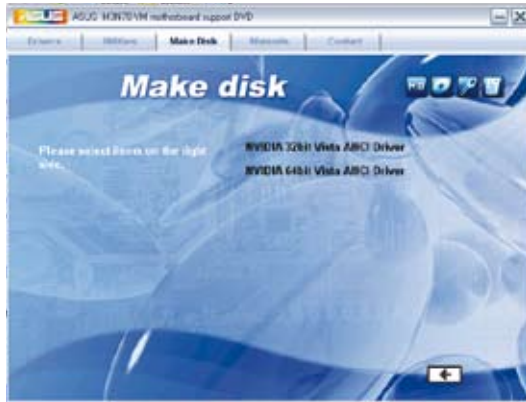 ASUS M3N78-VM motherboard support DVD
Drivers Utilities Make Disk Manuals Contact
Make disk
Please select items on the right
side.
NVIDIA 32bit Vista AHCI Driver
NVIDIA 64bit Vista AHCI Driver